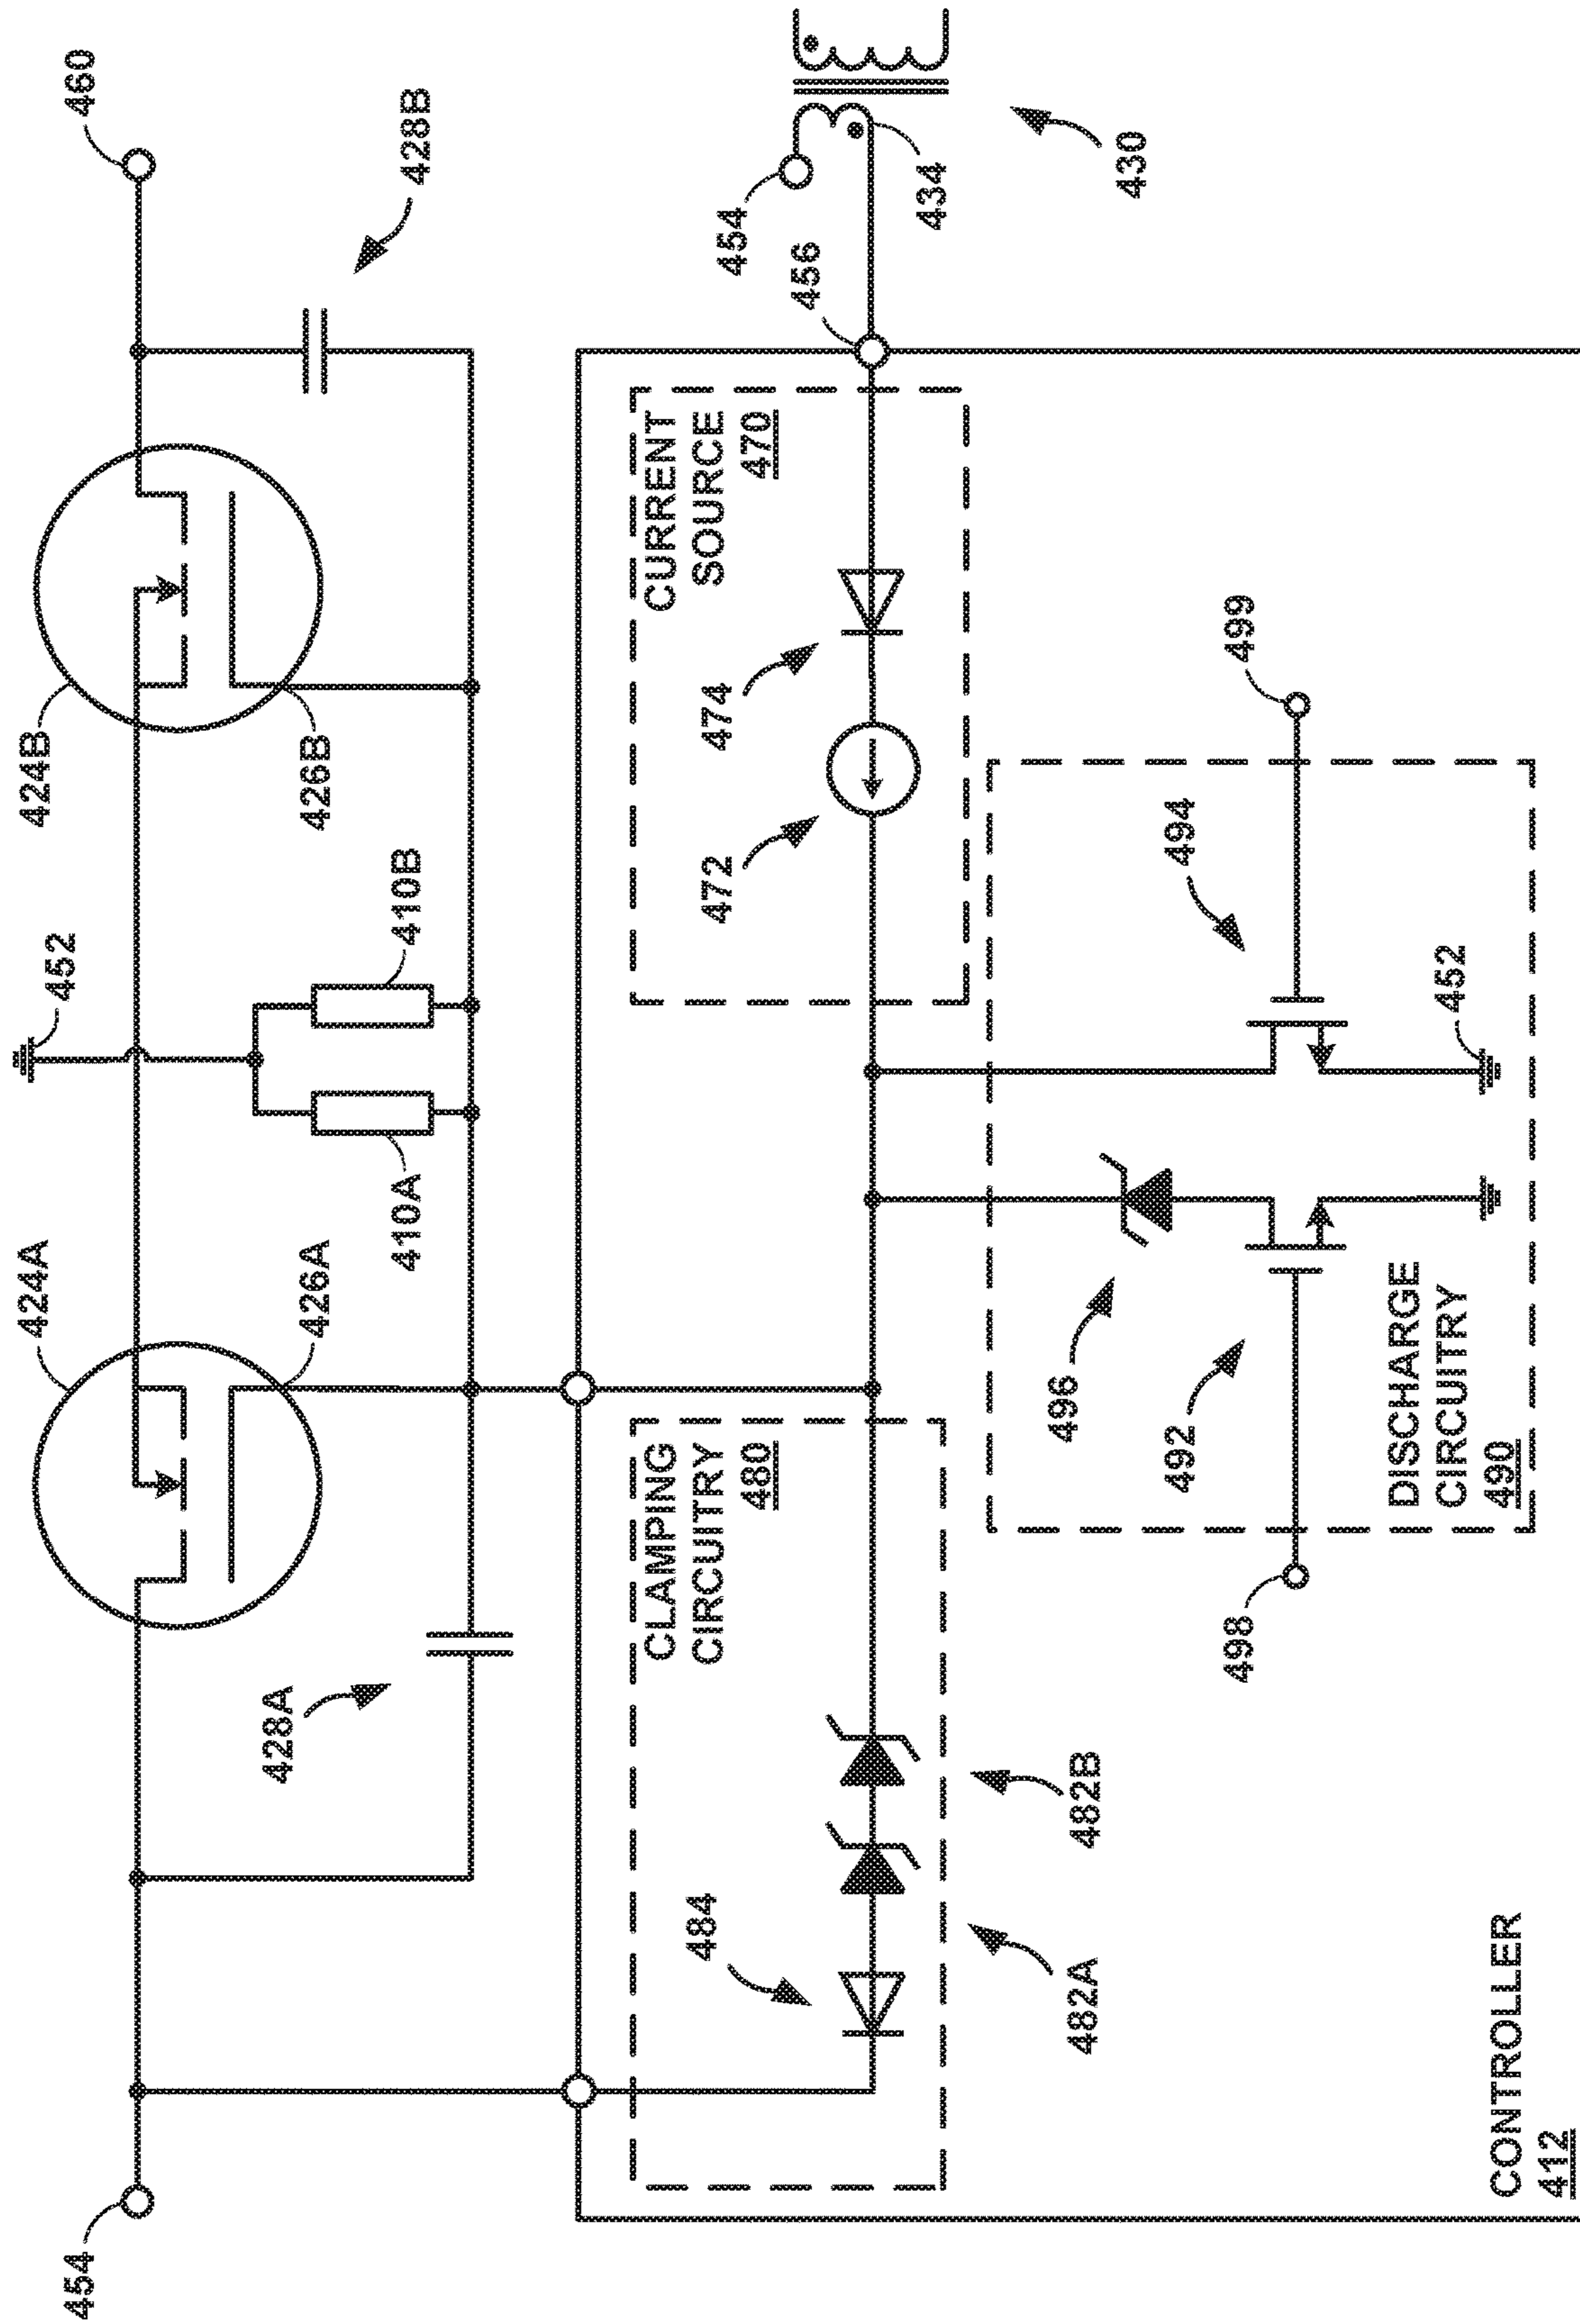 424A
452
424B
454
460
428A
426A
426B
410A
410B
428B
CLAMPING
CIRCUITRY
480
CURRENT
SOURCE
470
484
472
474
454
456
434
482A
482B
496
430
492
494
498
499
DISCHARGE
CIRCUITRY
490
452
CONTROLLER
412